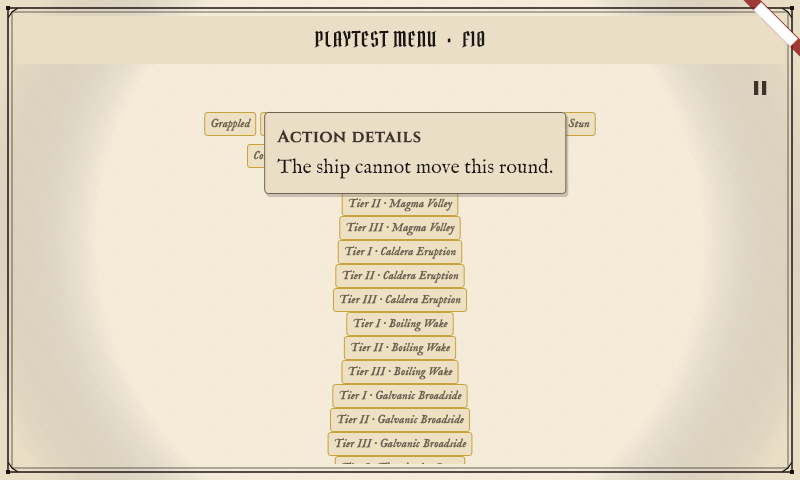 PLAYTEST MENU · F10
Grappled
Stun
ACTION DETAILS
The ship cannot move this round.
Tier II · Magma Volley
Tier III · Magma Volley
Tier I · Caldera Eruption
Tier II · Caldera Eruption
Tier III · Caldera Eruption
Tier I · Boiling Wake
Tier II · Boiling Wake
Tier III · Boiling Wake
Tier I · Galvanic Broadside
Tier II · Galvanic Broadside
Tier III · Galvanic Broadside